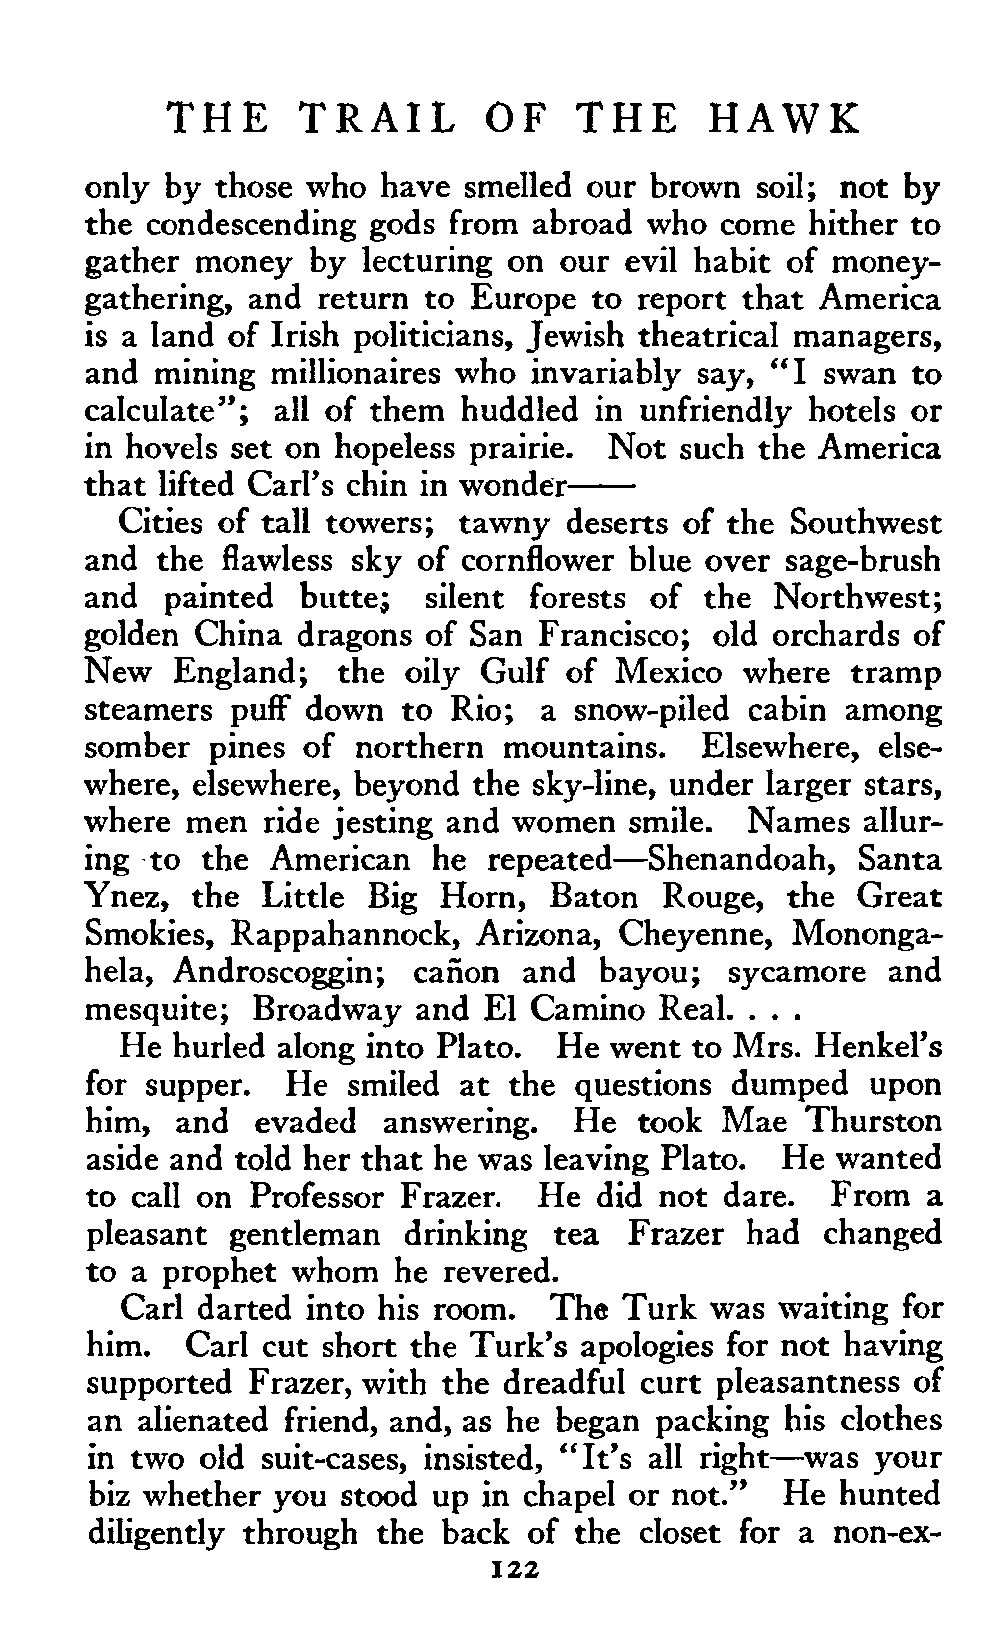 THE TRAIL OF THE HAWK
only by those who have smelled our brown soil; not by
the condescending gods from abroad who come hither to
gather money by lecturing on our evil habit of money-
gathering, and return to Europe to report that America
is a land of Irish politicians, Jewish theatrical managers,
and mining millionaires who invariably say, "I swan to
calculate"; all of them huddled in unfriendly hotels or
in hovels set on hopeless prairie. Not such the America
that lifted Carl's chin in wonder——
Cities of tall towers; tawny deserts of the Southwest
and the flawless sky of cornflower blue over sage-brush
and painted butte; silent forests of the Northwest;
golden China dragons of San Francisco; old orchards of
New England; the oily Gulf of Mexico where tramp
steamers puff down to Rio; a snow-piled cabin among
somber pines of northern mountains. Elsewhere, else-
where, elsewhere, beyond the sky-line, under larger stars,
where men ride jesting and women smile. Names allur-
ing to the American he repeated—Shenandoah, Santa
Ynez, the Little Big Horn, Baton Rouge, the Great
Smokies, Rappahannock, Arizona, Cheyenne, Mononga-
hela, Androscoggin; cañon and bayou; sycamore and
mesquite; Broadway and El Camino Real. . . .
He hurled along into Plato. He went to Mrs. Henkel's
for supper. He smiled at the questions dumped upon
him, and evaded answering. He took Mae Thurston
aside and told her that he was leaving Plato. He wanted
to call on Professor Frazer. He did not dare. From a
pleasant gentleman drinking tea Frazer had changed
to a prophet whom he revered.
Carl darted into his room. The Turk was waiting for
him. Carl cut short the Turk's apologies for not having
supported Frazer, with the dreadful curt pleasantness of
an alienated friend, and, as he began packing his clothes
in two old suit-cases, insisted, "It's all right—was your
biz whether you stood up in chapel or not." He hunted
diligently through the back of the closet for a non-ex-
122